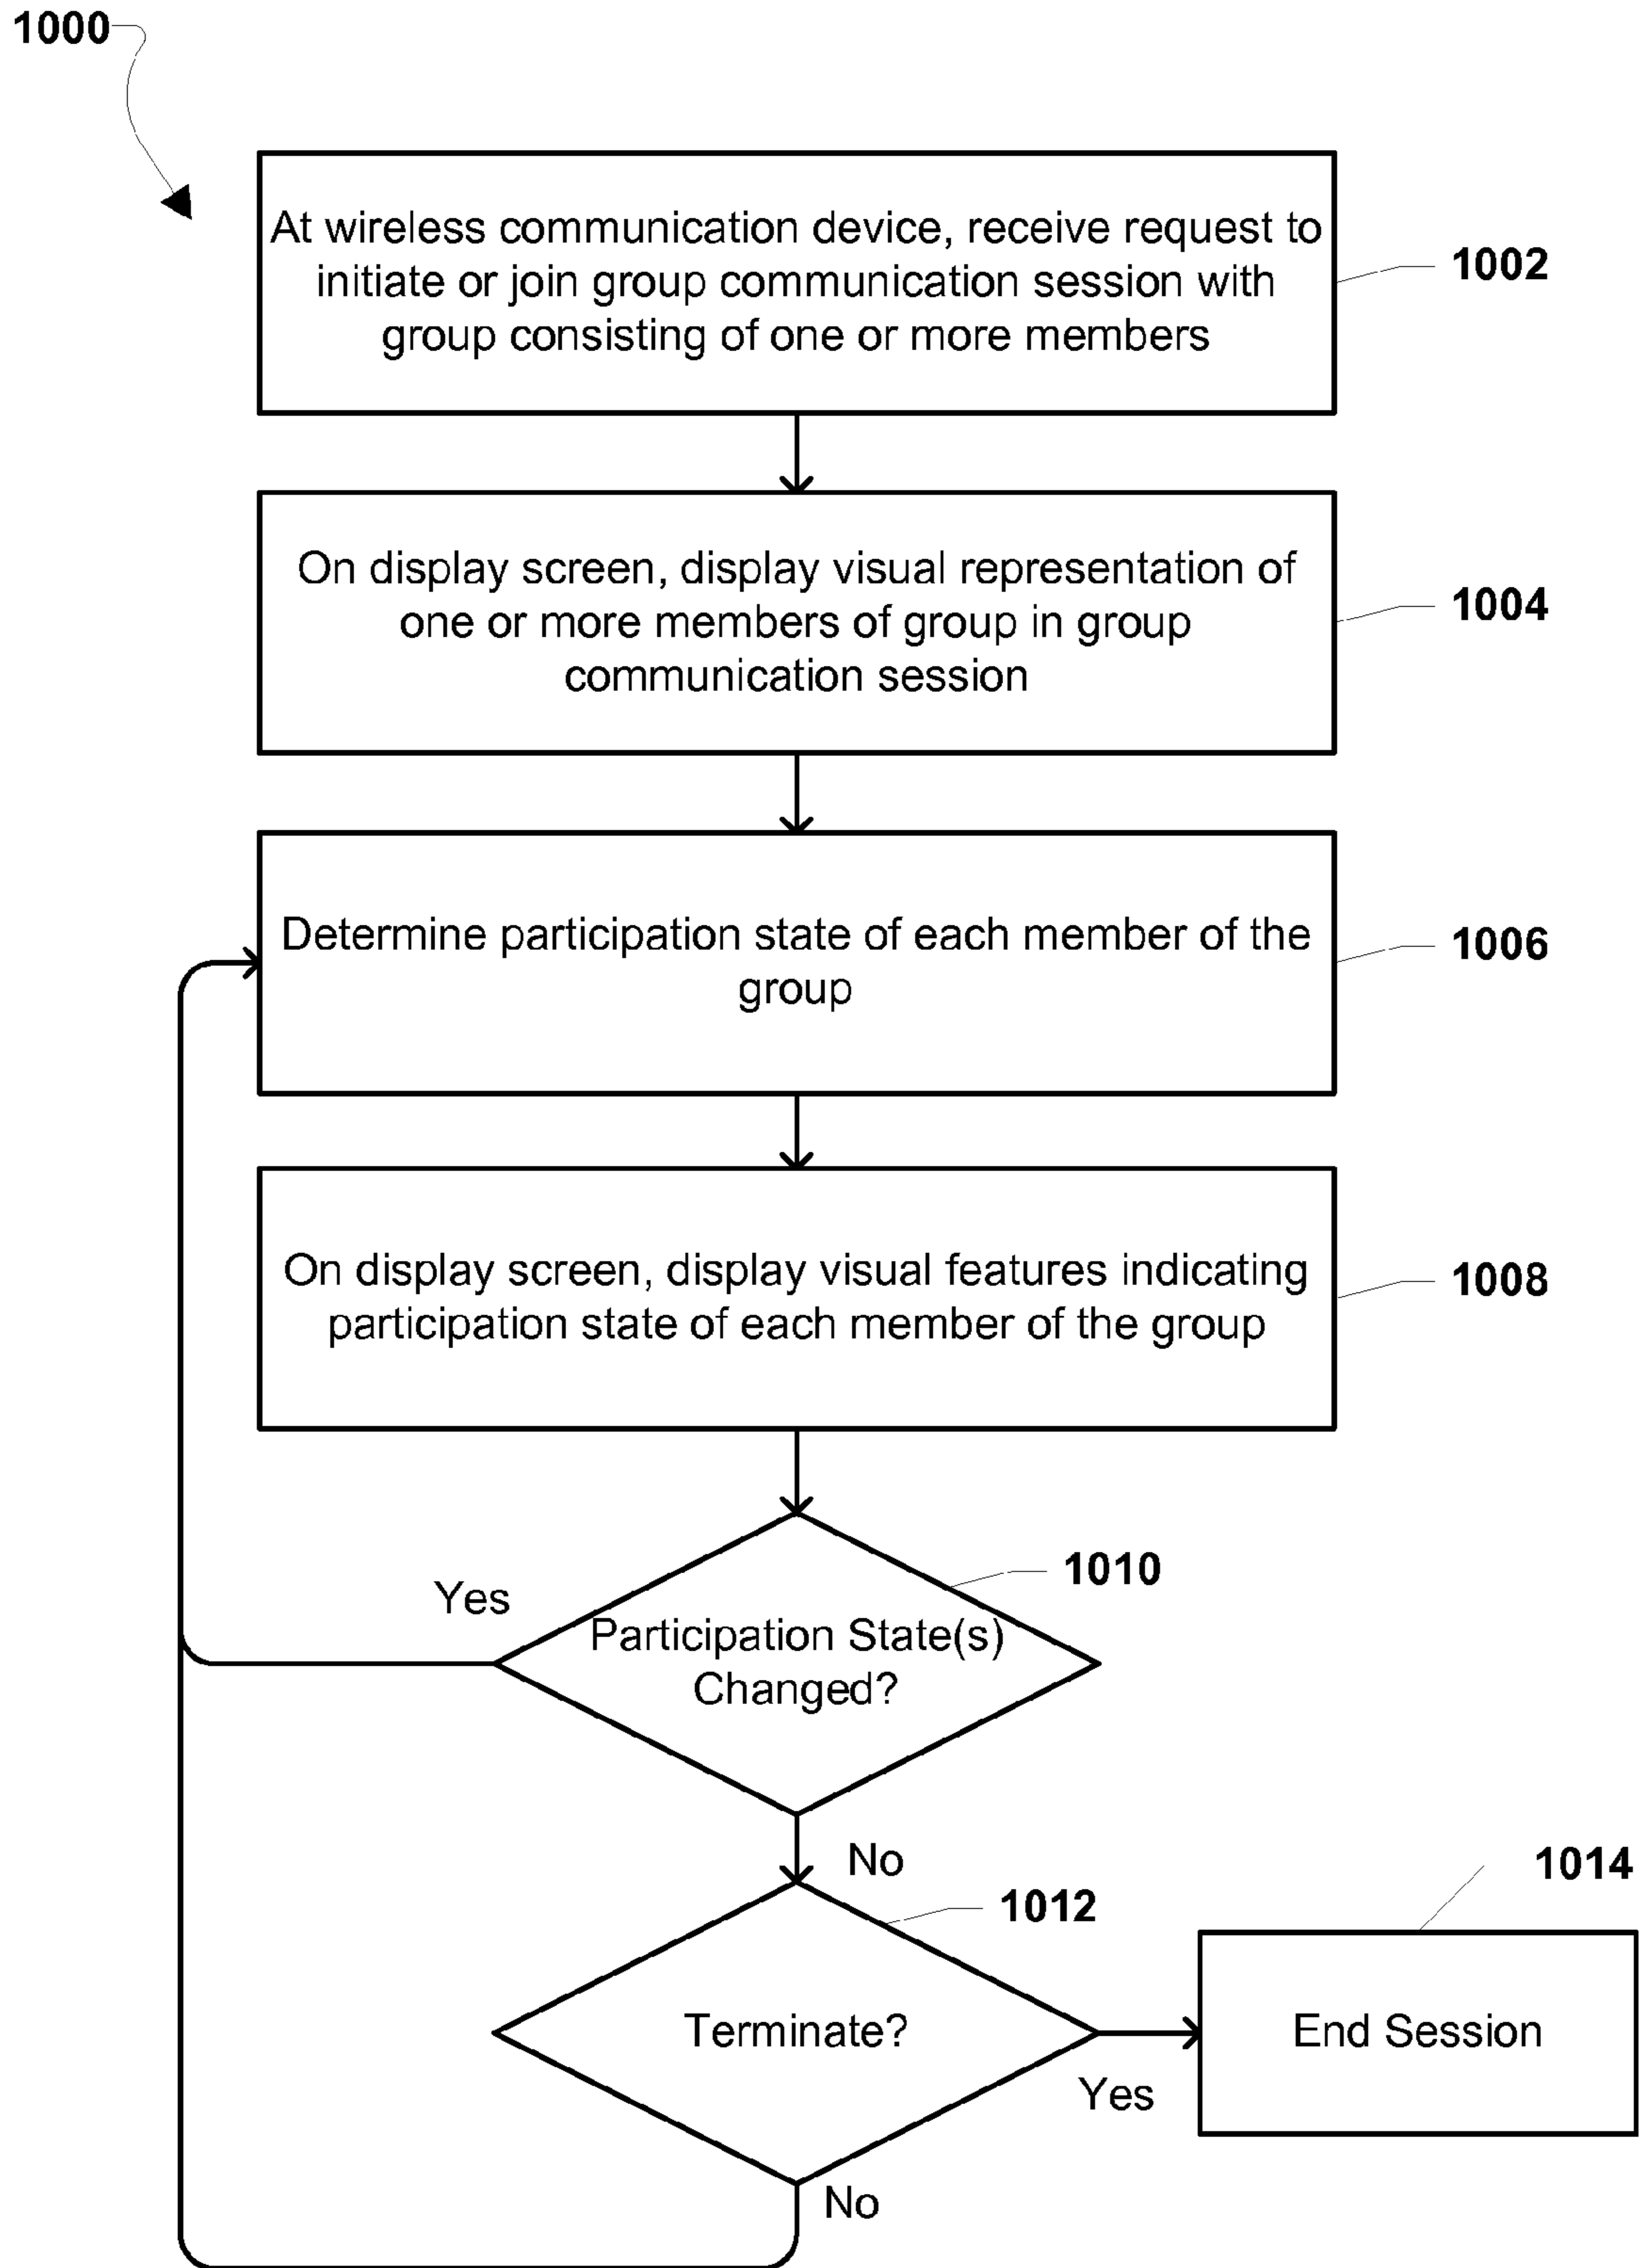 1000
At wireless communication device, receive request to
initiate or join group communication session with
group consisting of one or more members
1002
On display screen, display visual representation of
one or more members of group in group
communication session
1004
Determine participation state of each member of the
group
1006
On display screen, display visual features indicating
participation state of each member of the group
1008
1010
Yes
Participation State(s)
Changed?
No
1012
1014
Terminate?
End Session
Yes
No